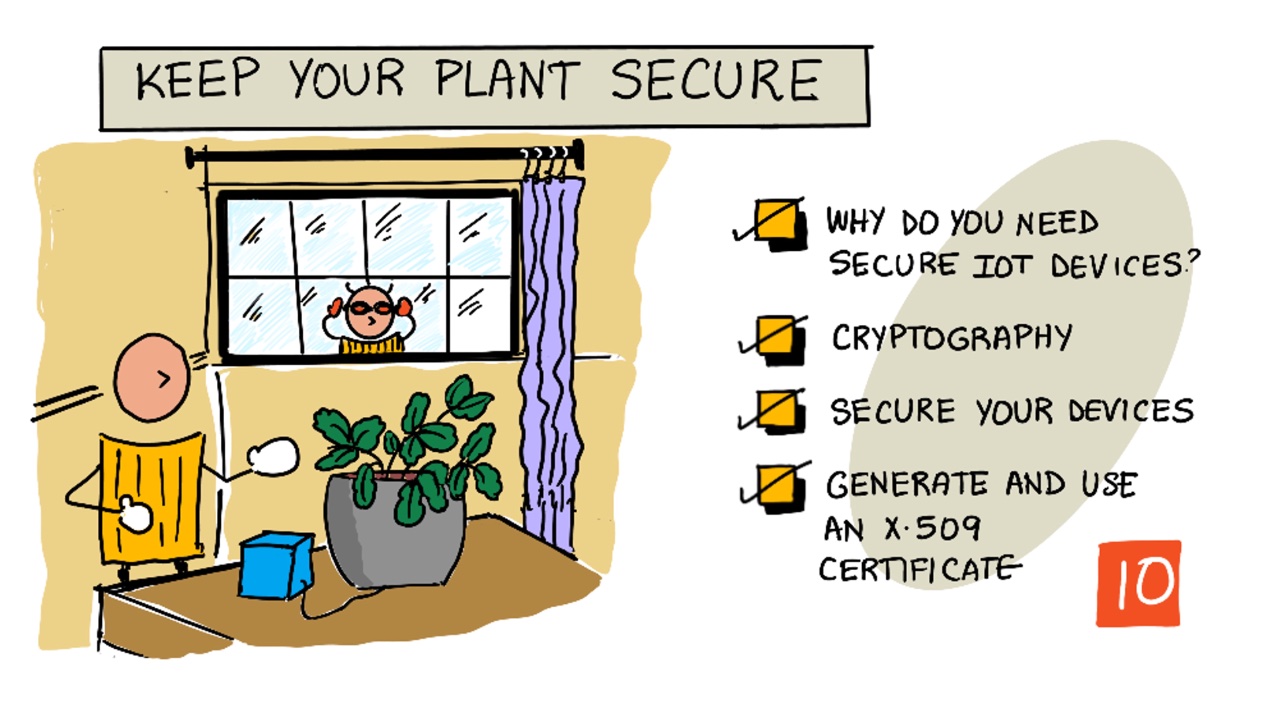 KEEP YOUR PLANT SECURE
WHY DO YOU NEED
SECURE IOT DEVICES?
CRYPTOGRAPHY
SECURE YOUR DEVICES
GENERATE AND USE
AN X.509
CERTIFICATE
10